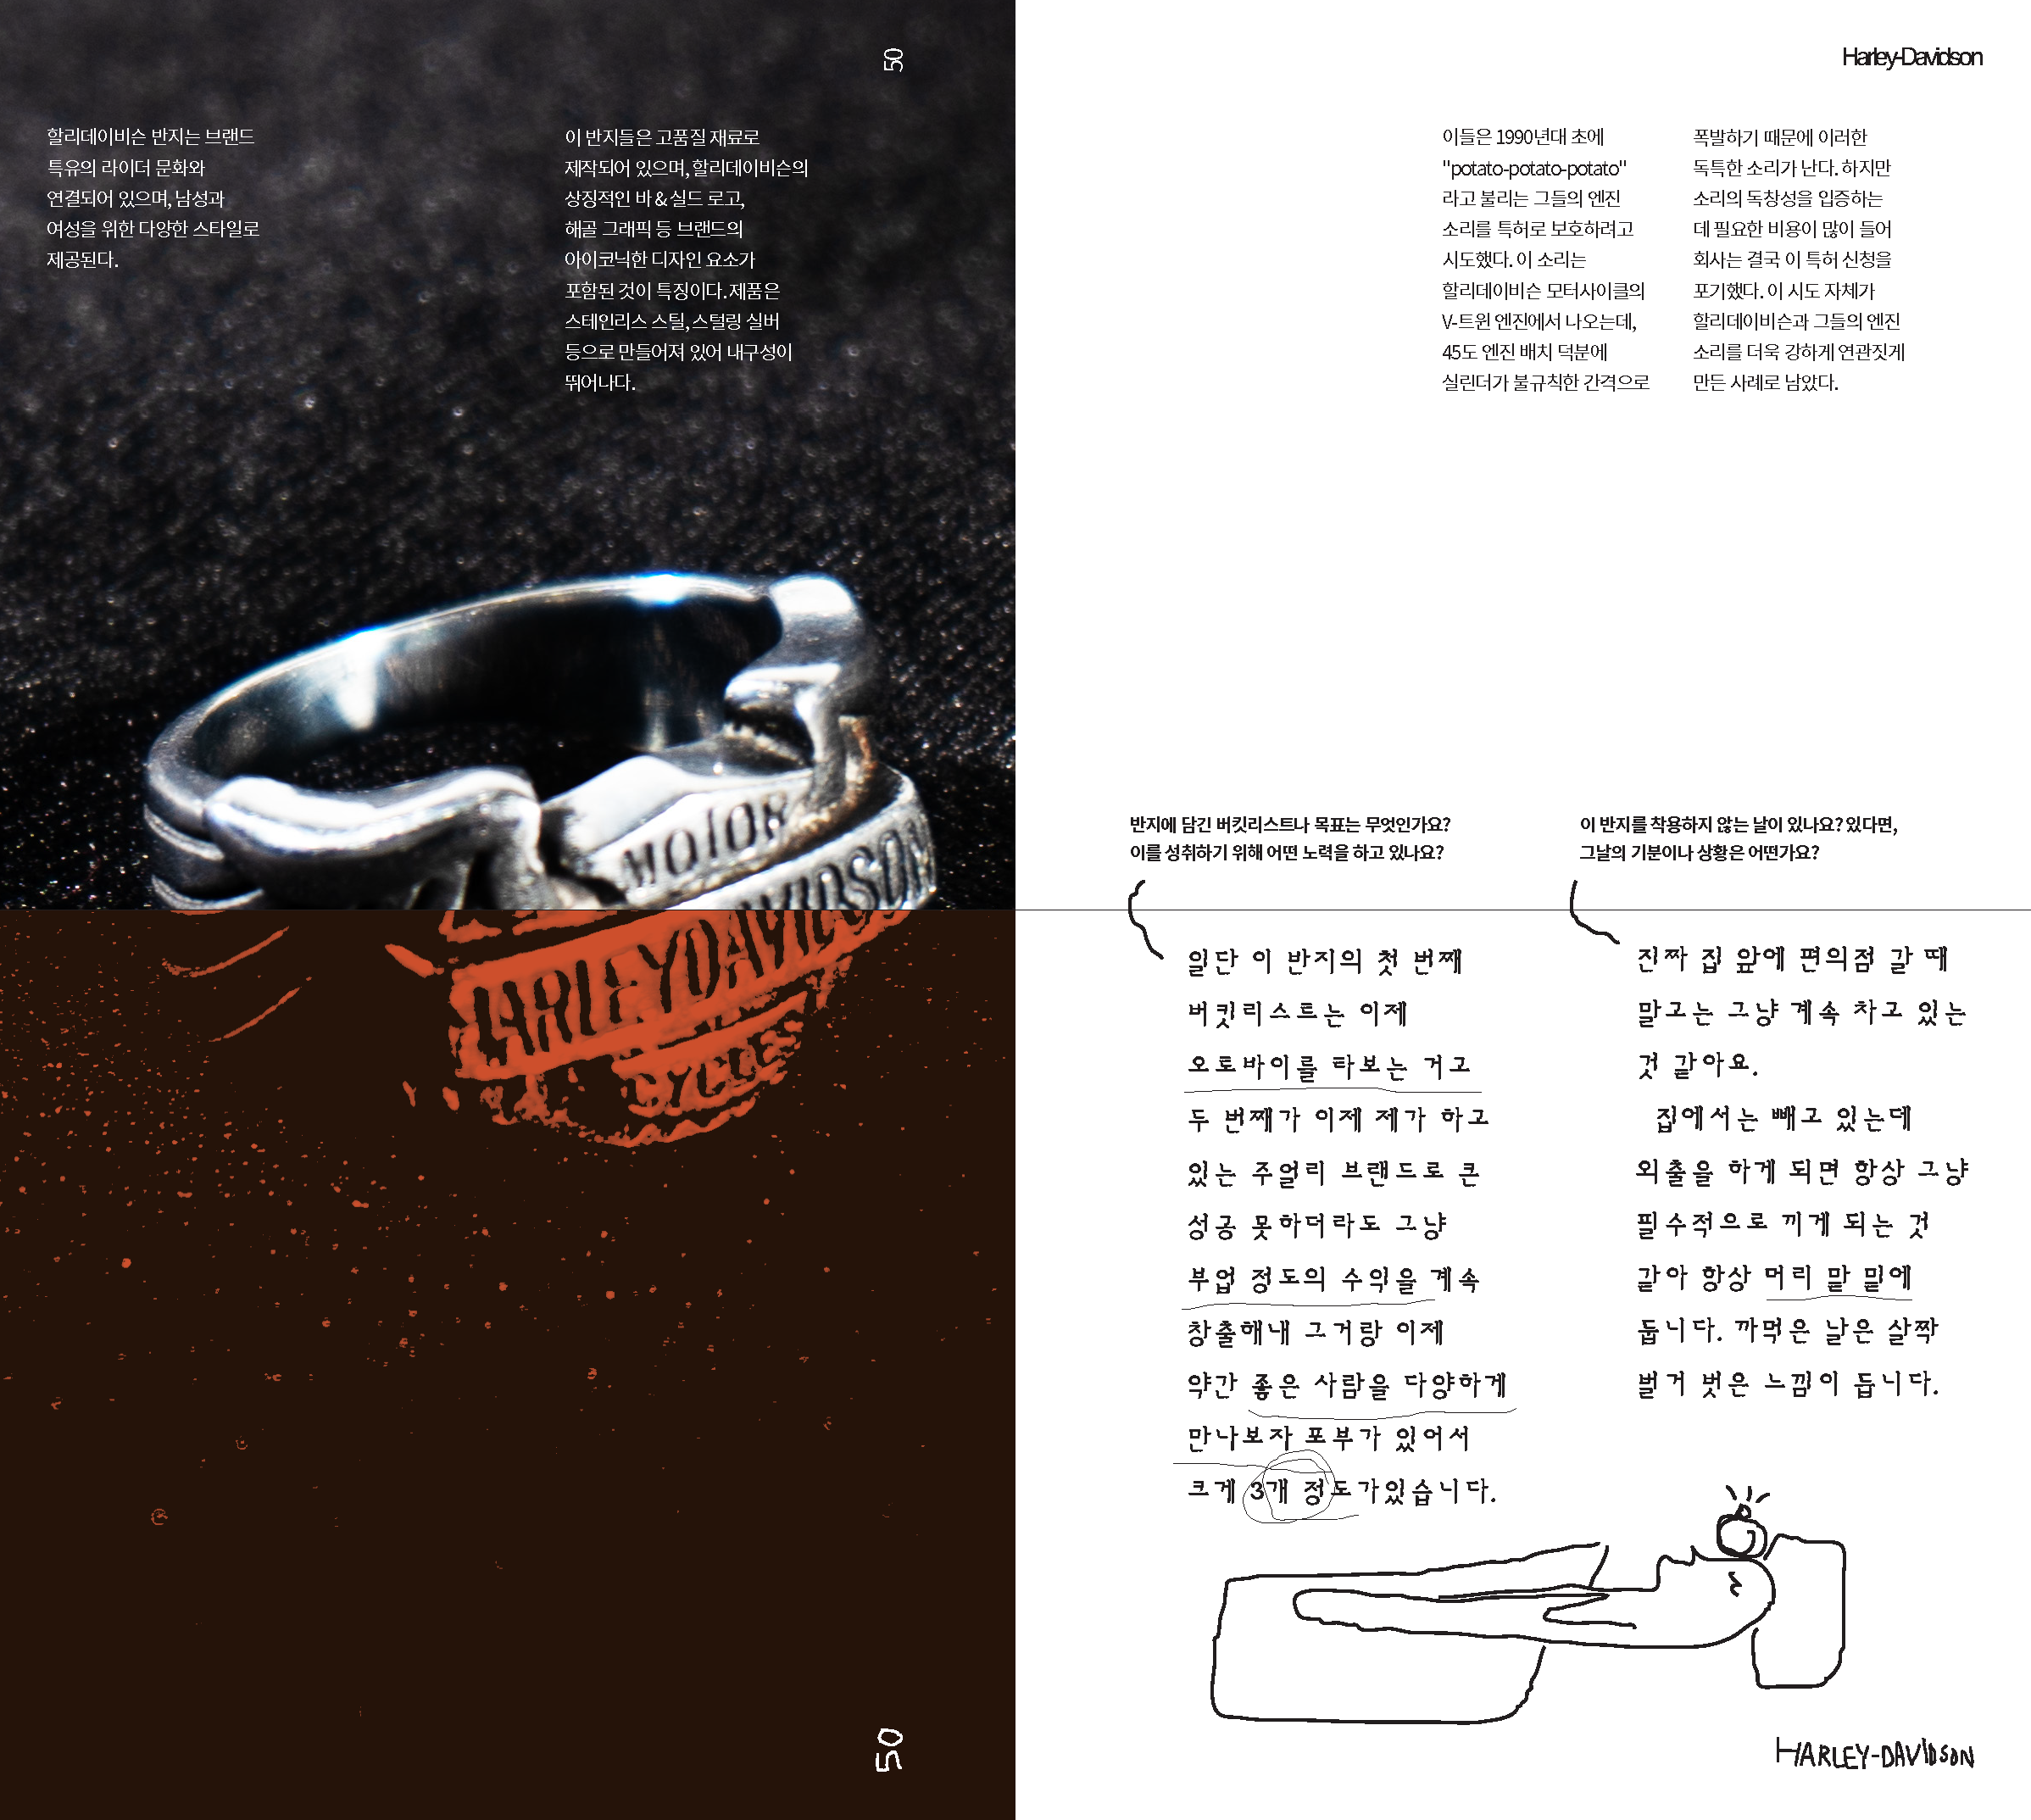 50
Harley-Davidson
할리데이비슨 반지는 브랜드
특유의 라이더 문화와
연결되어 있으며, 남성과
여성을 위한 다양한 스타일로
제공된다.
이 반지들은 고품질 재료로
제작되어 있으며, 할리데이비슨의
상징적인 바 & 실드 로고,
해골 그래픽 등 브랜드의
아이코닉한 디자인 요소가
포함된 것이 특징이다. 제품은
스테인리스 스틸, 스털링 실버
등으로 만들어져 있어 내구성이
뛰어나다.
이들은 1990년대 초에
"potato-potato-potato"
라고 불리는 그들의 엔진
소리를 특허로 보호하려고
시도했다. 이 소리는
할리데이비슨 모터사이클의
V-트윈 엔진에서 나오는데,
45도 엔진 배치 덕분에
실린더가 불규칙한 간격으로
폭발하기 때문에 이러한
독특한 소리가 난다. 하지만
소리의 독창성을 입증하는
데 필요한 비용이 많이 들어
회사는 결국 이 특허 신청을
포기했다. 이 시도 자체가
할리데이비슨과 그들의 엔진
소리를 더욱 강하게 연관짓게
만든 사례로 남았다.
MOTOR
DAVIDSON
HARLEYDAVIDSON
CYCLE
반지에 담긴 버킷리스트나 목표는 무엇인가요?
이를 성취하기 위해 어떤 노력을 하고 있나요?
일단 이 반지의 첫 번째
버킷리스트는 이제
오토바이를 타보는 거고
두 번째가 이제 제가 하고
있는 주얼리 브랜드로 큰
성공 못하더라도 그냥
부업 정도의 수익을 계속
창출해내 그거랑 이제
약간 좋은 사람을 다양하게
만나보자 포부가 있어서
크게 3개 정도가있습니다.
이 반지를 착용하지 않는 날이 있나요? 있다면,
그날의 기분이나 상황은 어떤가요?
진짜 집 앞에 편의점 갈 때
말고는 그냥 계속 차고 있는
것 같아요.
집에서는 빼고 있는데
외출을 하게 되면 항상 그냥
필수적으로 끼게 되는 것
같아 항상 머리 맡 밑에
둡니다. 까먹은 날은 살짝
벌거 벗은 느낌이 듭니다.
50
HARLEY-DAVIDSON